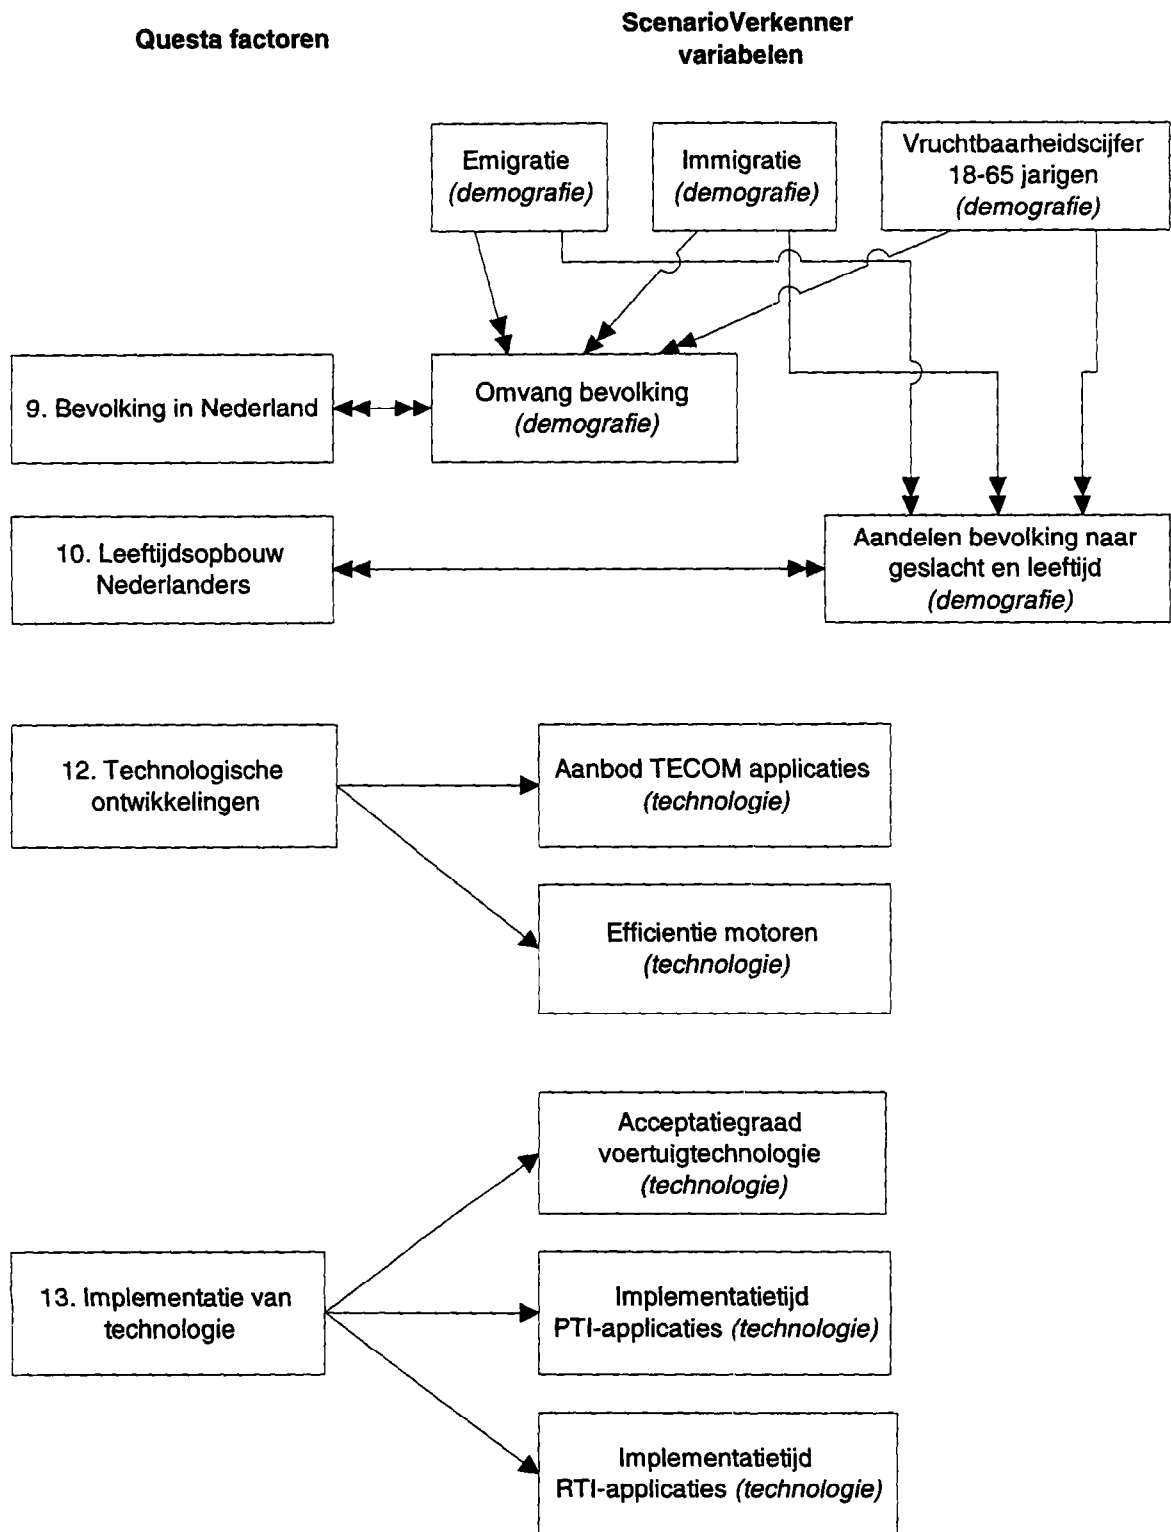 Questa factoren
ScenarioVerkenner
variabelen
Emigratie
(demografie)
Immigratie
(demografie)
Vruchtbaarheidscijfer
18-65 jarigen
(demografie)
9. Bevolking in Nederland
Omvang bevolking
(demografie)
10. Leeftijdsopbouw
Nederlanders
Aandelen bevolking naar
geslacht en leeftijd
(demografie)
12. Technologische
ontwikkelingen
Aanbod TECOM applicaties
(technologie)
Efficientie motoren
(technologie)
Acceptatiegraad
voertuigtechnologie
(technologie)
13. Implementatie van
technologie
Implementatietijd
PTI-applicaties (technologie)
Implementatietijd
RTI-applicaties (technologie)